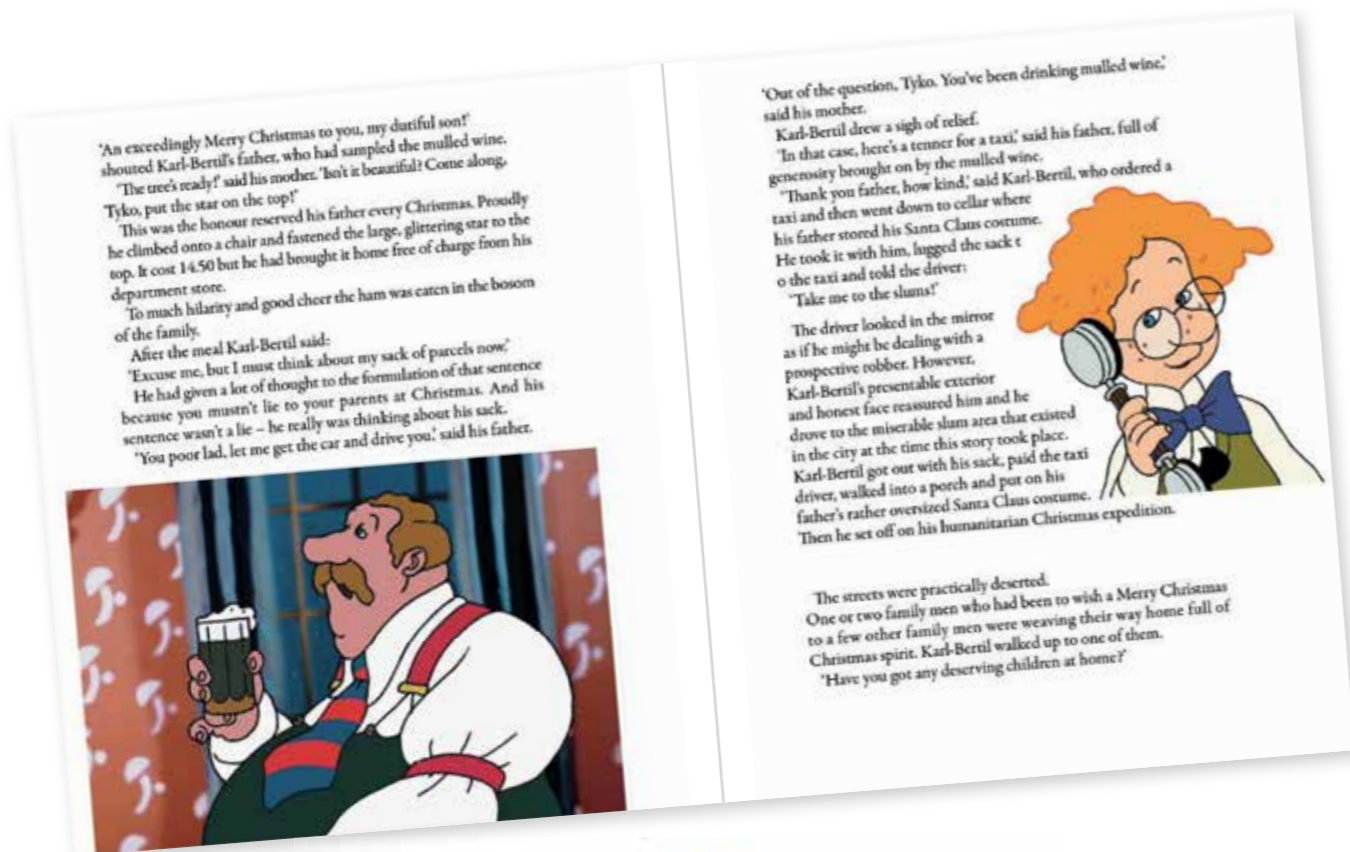 'An exceedingly Merry Christmas to you, my dutiful son!'
shouted Karl-Bertil's father, who had sampled the mulled wine.
'The tree's ready!' said his mother. 'Isn't it beautiful? Come along,
Tyko, put the star on the top!'
This was the honour reserved his father every Christmas. Proudly
he climbed onto a chair and fastened the large, glittering star to the
top. It cost 14.50 but he had brought it home free of charge from his
department store.
To much hilarity and good cheer the ham was eaten in the bosom
of the family.
After the meal Karl-Bertil said:
'Excuse me, but I must think about my sack of parcels now,'
He had given a lot of thought to the formulation of that sentence
because you mustn't lie to your parents at Christmas. And his
sentence wasn't a lie – he really was thinking about his sack.
'You poor lad, let me get the car and drive you,' said his father.
'Out of the question, Tyko. You've been drinking mulled wine,'
said his mother.
Karl-Bertil drew a sigh of relief.
'In that case, here's a tenner for a taxi,' said his father, full of
generosity brought on by the mulled wine.
'Thank you father, how kind,' said Karl-Bertil, who ordered a
taxi and then went down to cellar where
his father stored his Santa Claus costume.
He took it with him, lugged the sack t
o the taxi and told the driver:
'Take me to the slums!'
The driver looked in the mirror
as if he might be dealing with a
prospective robber. However,
Karl-Bertil's presentable exterior
and honest face reassured him and he
drove to the miserable slum area that existed
in the city at the time this story took place.
Karl-Bertil got out with his sack, paid the taxi
driver, walked into a porch and put on his
father's rather oversized Santa Claus costume.
Then he set off on his humanitarian Christmas expedition.
The streets were practically deserted.
One or two family men who had been to wish a Merry Christmas
to a few other family men were weaving their way home full of
Christmas spirit. Karl-Bertil walked up to one of them.
'Have you got any deserving children at home?'